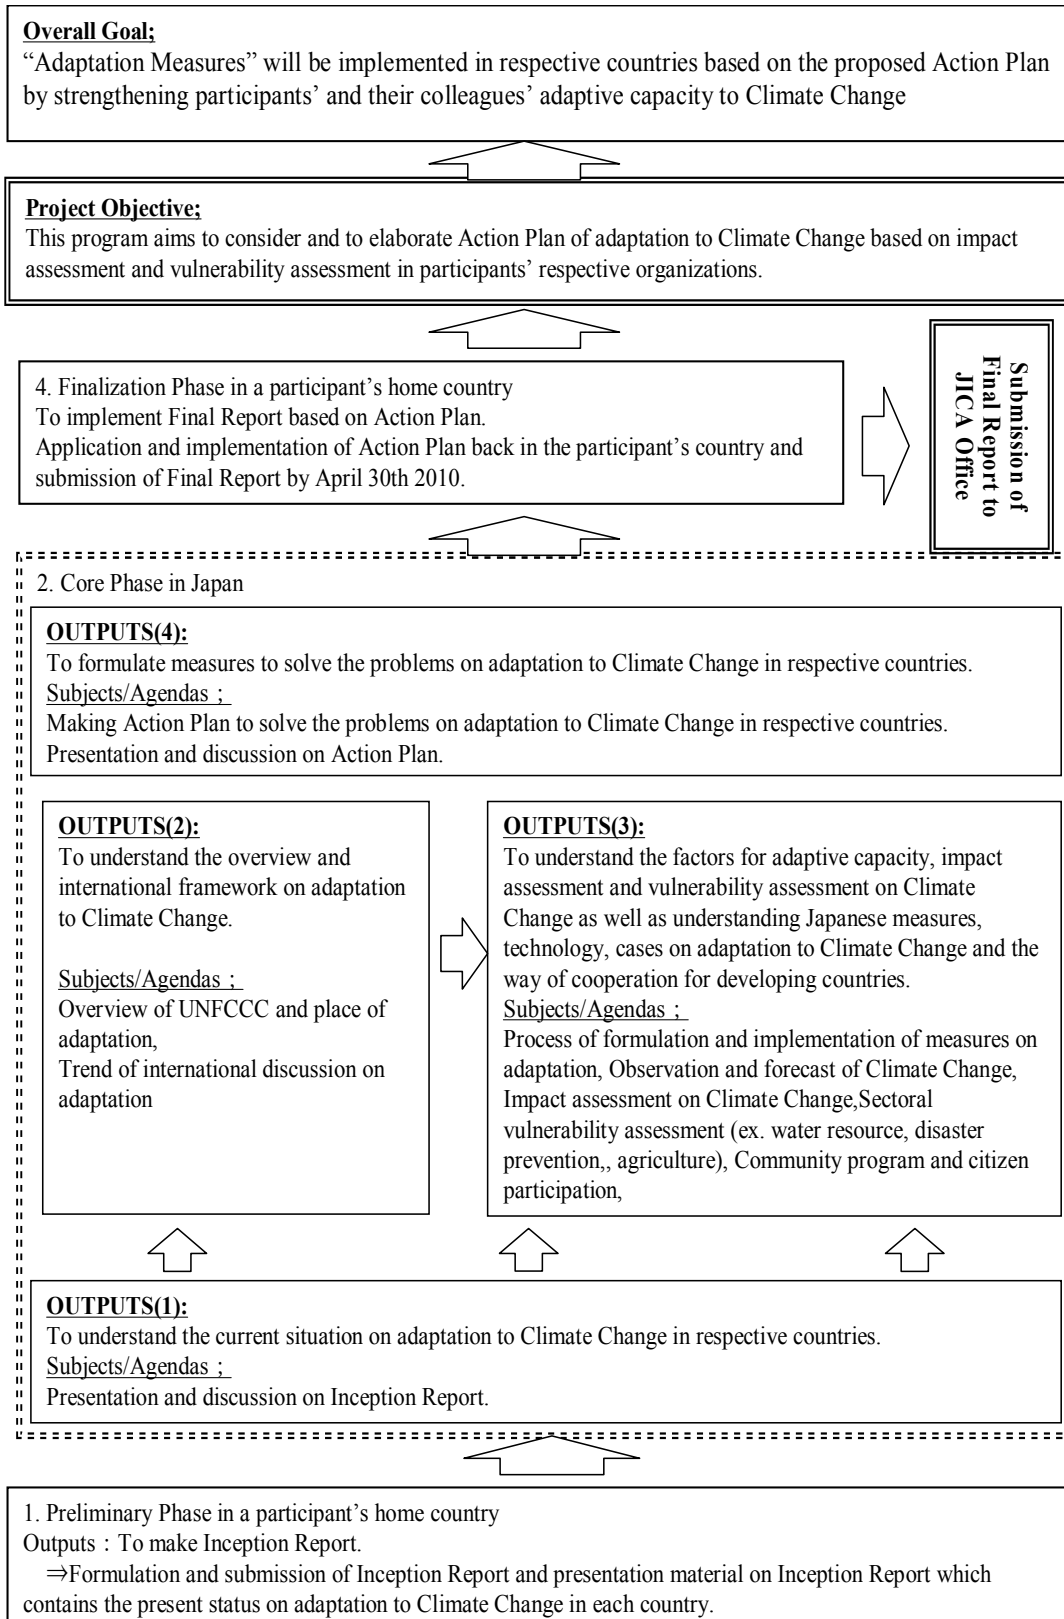 Overall Goal;
“Adaptation Measures” will be implemented in respective countries based on the proposed Action Plan
by strengthening participants’ and their colleagues’ adaptive capacity to Climate Change
Project Objective;
This program aims to consider and to elaborate Action Plan of adaptation to Climate Change based on impact
assessment and vulnerability assessment in participants’ respective organizations.
4. Finalization Phase in a participant’s home country
To implement Final Report based on Action Plan.
Application and implementation of Action Plan back in the participant’s country and
submission of Final Report by April 30th 2010.
Submission of
Final Report to
JICA Office
2. Core Phase in Japan
OUTPUTS(4):
To formulate measures to solve the problems on adaptation to Climate Change in respective countries.
Subjects/Agendas；
Making Action Plan to solve the problems on adaptation to Climate Change in respective countries.
Presentation and discussion on Action Plan.
OUTPUTS(2):
To understand the overview and
international framework on adaptation
to Climate Change.
Subjects/Agendas；
Overview of UNFCCC and place of
adaptation,
Trend of international discussion on
adaptation
OUTPUTS(3):
To understand the factors for adaptive capacity, impact
assessment and vulnerability assessment on Climate
Change as well as understanding Japanese measures,
technology, cases on adaptation to Climate Change and the
way of cooperation for developing countries.
Subjects/Agendas；
Process of formulation and implementation of measures on
adaptation, Observation and forecast of Climate Change,
Impact assessment on Climate Change,Sectoral
vulnerability assessment (ex. water resource, disaster
prevention,, agriculture), Community program and citizen
participation,
OUTPUTS(1):
To understand the current situation on adaptation to Climate Change in respective countries.
Subjects/Agendas；
Presentation and discussion on Inception Report.
1. Preliminary Phase in a participant’s home country
Outputs：To make Inception Report.
⇒Formulation and submission of Inception Report and presentation material on Inception Report which
contains the present status on adaptation to Climate Change in each country.